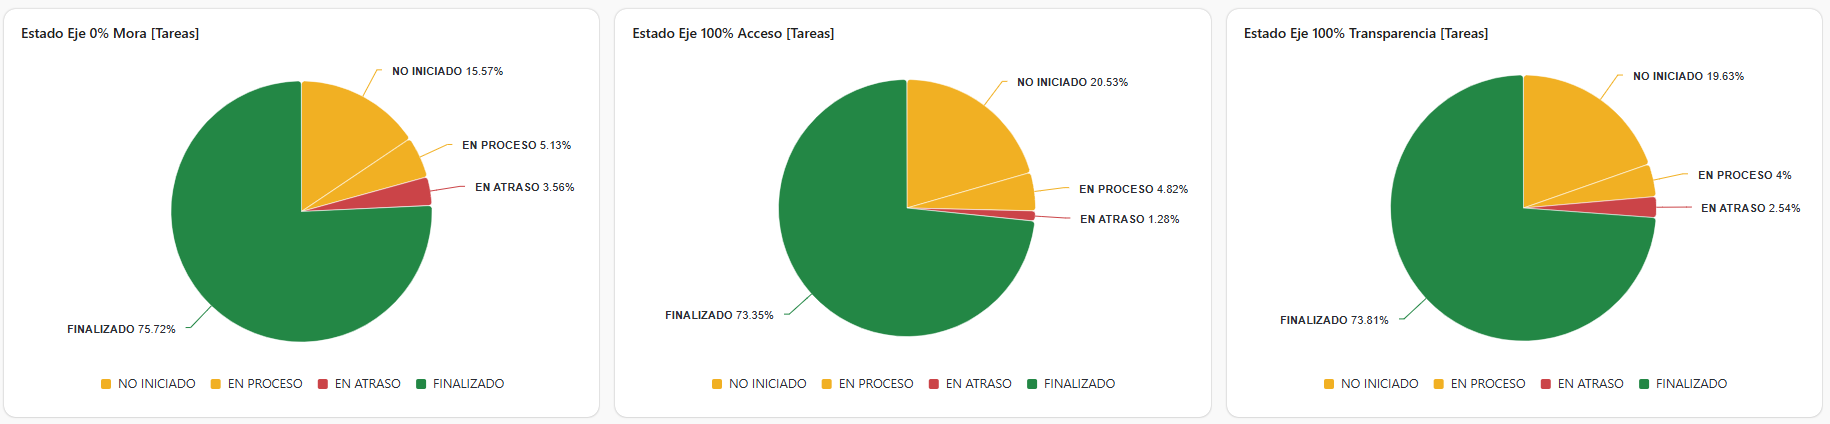 Estado Eje 0% Mora [Tareas]
NO INICIADO 15.57%
EN PROCESO 5.13%
EN ATRASO 3.56%
FINALIZADO 75.72%
NO INICIADO EN PROCESO EN ATRASO FINALIZADO
Estado Eje 100% Acceso [Tareas]
NO INICIADO 20.53%
EN PROCESO 4.82%
EN ATRASO 1.28%
FINALIZADO 73.35%
NO INICIADO EN PROCESO EN ATRASO FINALIZADO
Estado Eje 100% Transparencia [Tareas]
NO INICIADO 19.63%
EN PROCESO 4%
EN ATRASO 2.54%
FINALIZADO 73.81%
NO INICIADO EN PROCESO EN ATRASO FINALIZADO